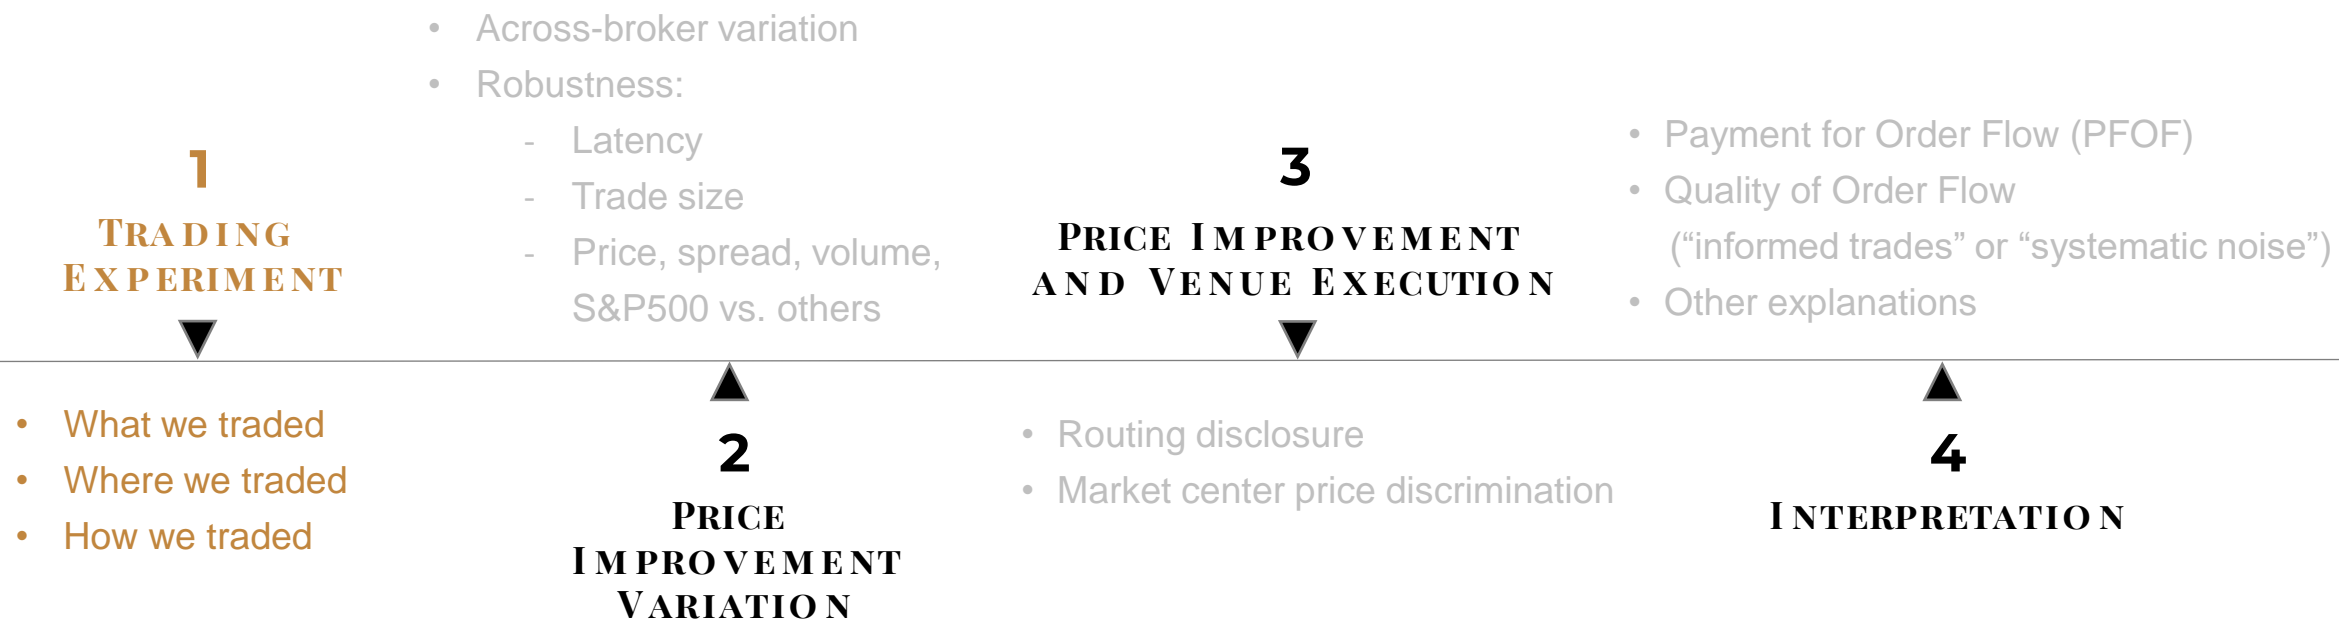 1
TRADING
EXPERIMENT
• What we traded
• Where we traded
• How we traded
• Across-broker variation
• Robustness:
- Latency
- Trade size
- Price, spread, volume,
S&P500 vs. others
2
PRICE
IMPROVEMENT
VARIATION
3
PRICE IMPROVEMENT
AND VENUE EXECUTION
• Routing disclosure
• Market center price discrimination
• Payment for Order Flow (PFOF)
• Quality of Order Flow
(“informed trades” or “systematic noise”)
• Other explanations
4
INTERPRETATION